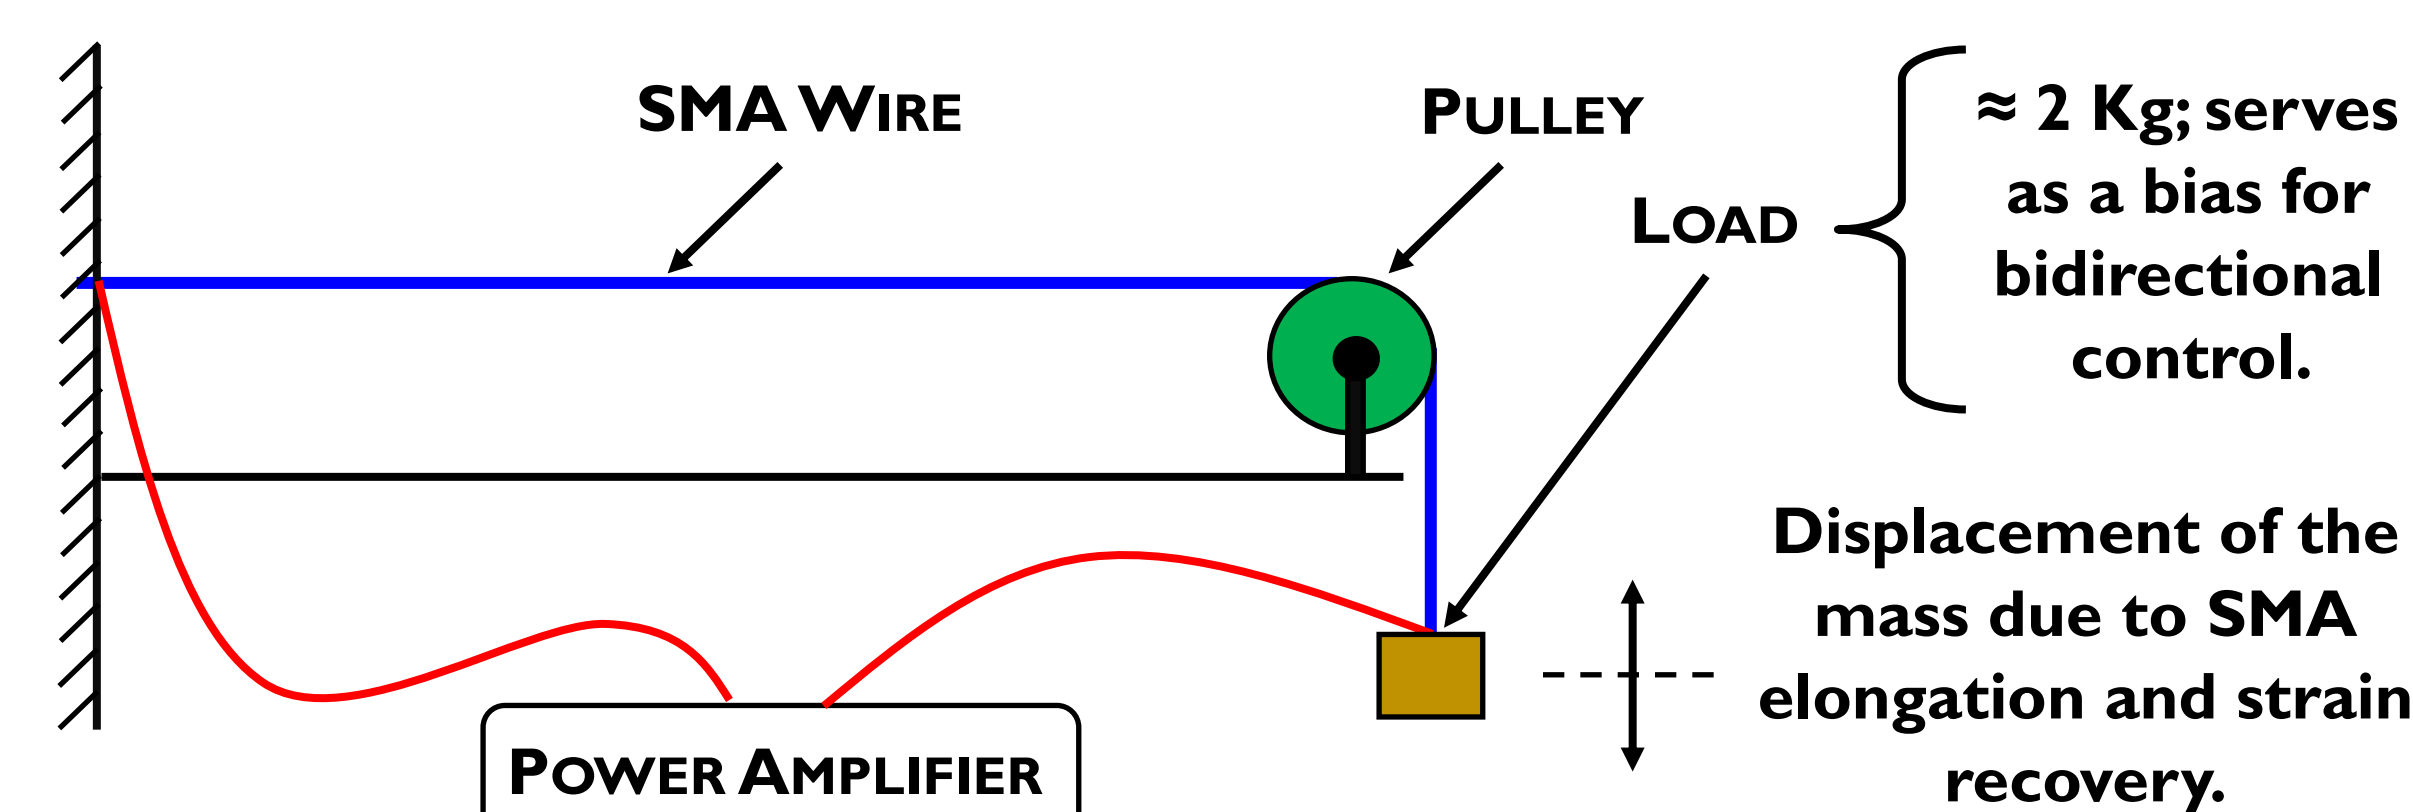 SMA WIRE
PULLEY
LOAD
≈ 2 Kg; serves
as a bias for
bidirectional
control.
Displacement of the
mass due to SMA
elongation and strain
recovery.
POWER AMPLIFIER